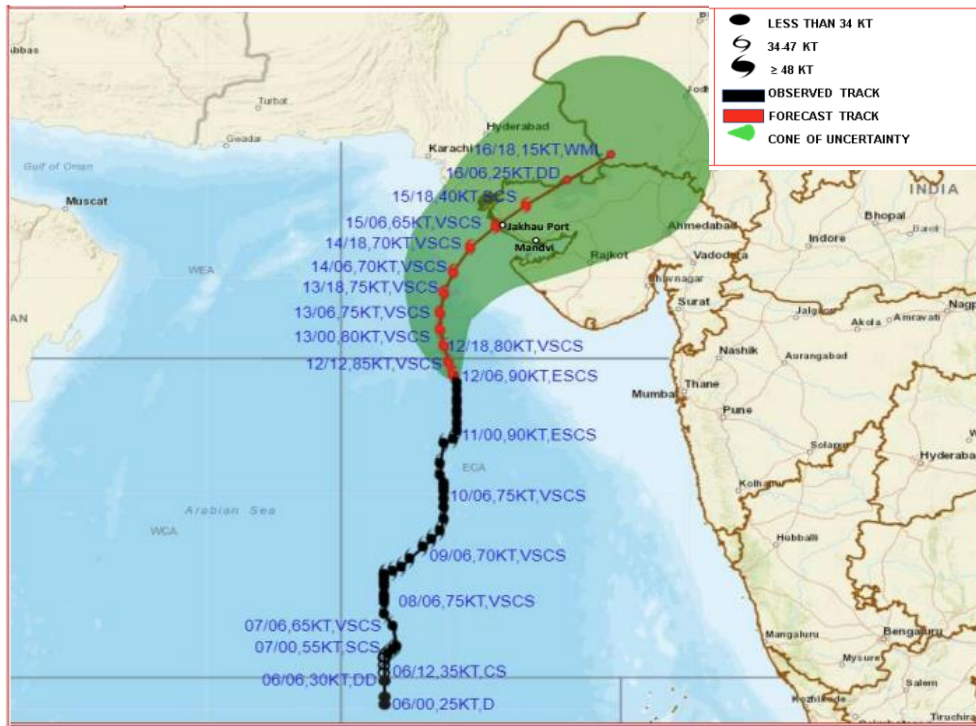 LESS THAN 34 KT
34-47 KT
≥ 48 KT
OBSERVED TRACK
FORECAST TRACK
CONE OF UNCERTAINTY
Turbat
Gwadar
Gulf of Oman
Muscat
Hyderabad
Karachi
16/18,15KT,WML
16/06,25KT,DD
15/18,40KT,SCS
15/06,65KT,VSCS
Jakhau Port
Mandvi
14/18,70KT,VSCS
14/06,70KT,VSCS
13/18,75KT,VSCS
13/06,75KT,VSCS
13/00,80KT,VSCS
12/18,80KT,VSCS
12/12,85KT,VSCS
12/06,90KT,ESCS
11/00,90KT,ESCS
10/06,75KT,VSCS
09/06,70KT,VSCS
08/06,75KT,VSCS
07/06,65KT,VSCS
07/00,55KT,SCS
06/12,35KT,CS
06/06,30KT,DD
06/00,25KT,D
WEA
ECA
WCA
Arabian Sea
INDIA
Ahmedabad
Bhopal
Indore
Rajkot
Vadodara
Surat
Jalgaon
Akola
Amravati
Nagp
Nashik
Aurangabad
Mumbai
Thane
Pune
Solapur
Hyderab
Kolhapur
Hubballi
Mangaluru
Bengaluru
Mysuru
Salem
Kozhikode
Tiruchira